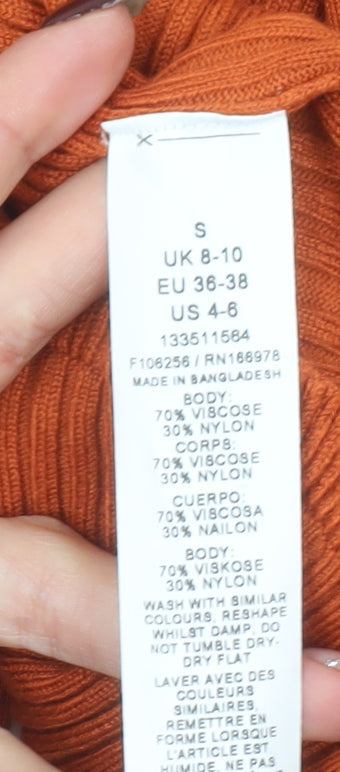 S
UK 8-10
EU 36-38
US 4-6
133511564
F106256 / RN166978
MADE IN BANGLADESH
BODY:
70% VISCOSE
30% NYLON
CORPS:
70% VISCOSE
30% NYLON
CUERPO:
70% VISCOSA
30% NAILON
BODY:
70% VISKOSE
30% NYLON
WASH WITH SIMILAR
COLOURS, RESHAPE
WHILST DAMP, DO
NOT TUMBLE DRY-
DRY FLAT
LAVER AVEC DES
COULEURS
SIMILAIRES,
REMETTRE EN
FORME LORSQUE
L'ARTICLE EST
HUMIDE, NE PAS